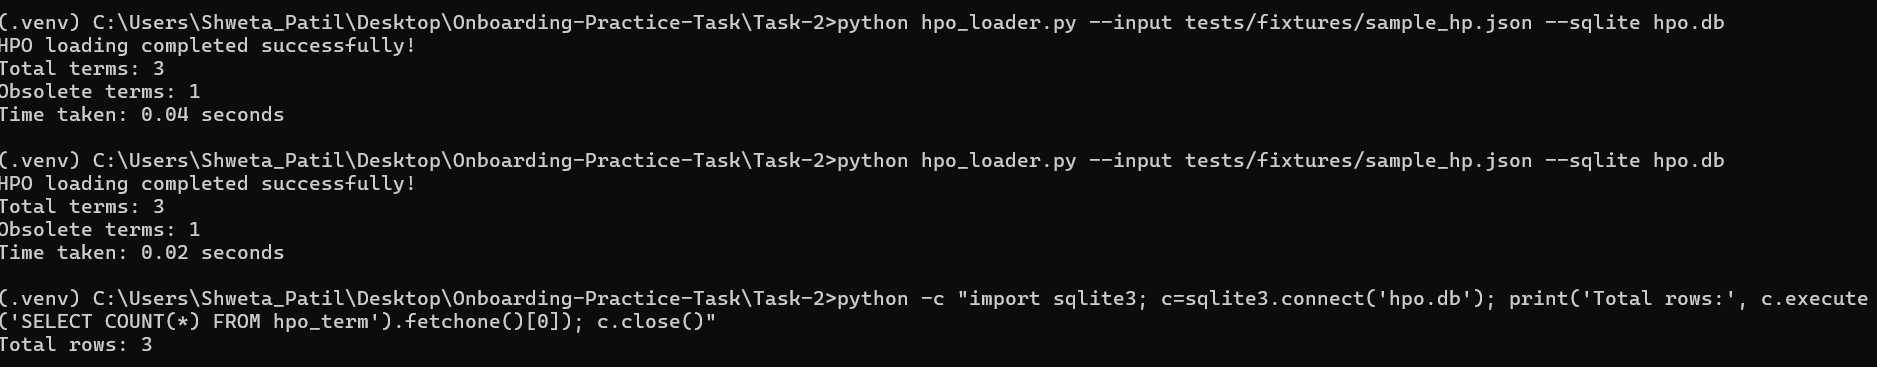 (.venv) C:\Users\Shweta_Patil\Desktop\Onboarding-Practice-Task\Task-2>python hpo_loader.py --input tests/fixtures/sample_hp.json --sqlite hpo.db
HPO loading completed successfully!
Total terms: 3
Obsolete terms: 1
Time taken: 0.04 seconds
(.venv) C:\Users\Shweta_Patil\Desktop\Onboarding-Practice-Task\Task-2>python hpo_loader.py --input tests/fixtures/sample_hp.json --sqlite hpo.db
HPO loading completed successfully!
Total terms: 3
Obsolete terms: 1
Time taken: 0.02 seconds
(.venv) C:\Users\Shweta_Patil\Desktop\Onboarding-Practice-Task\Task-2>python -c "import sqlite3; c=sqlite3.connect('hpo.db'); print('Total rows:', c.execute
('SELECT COUNT(*) FROM hpo_term').fetchone()[0]); c.close()"
Total rows: 3